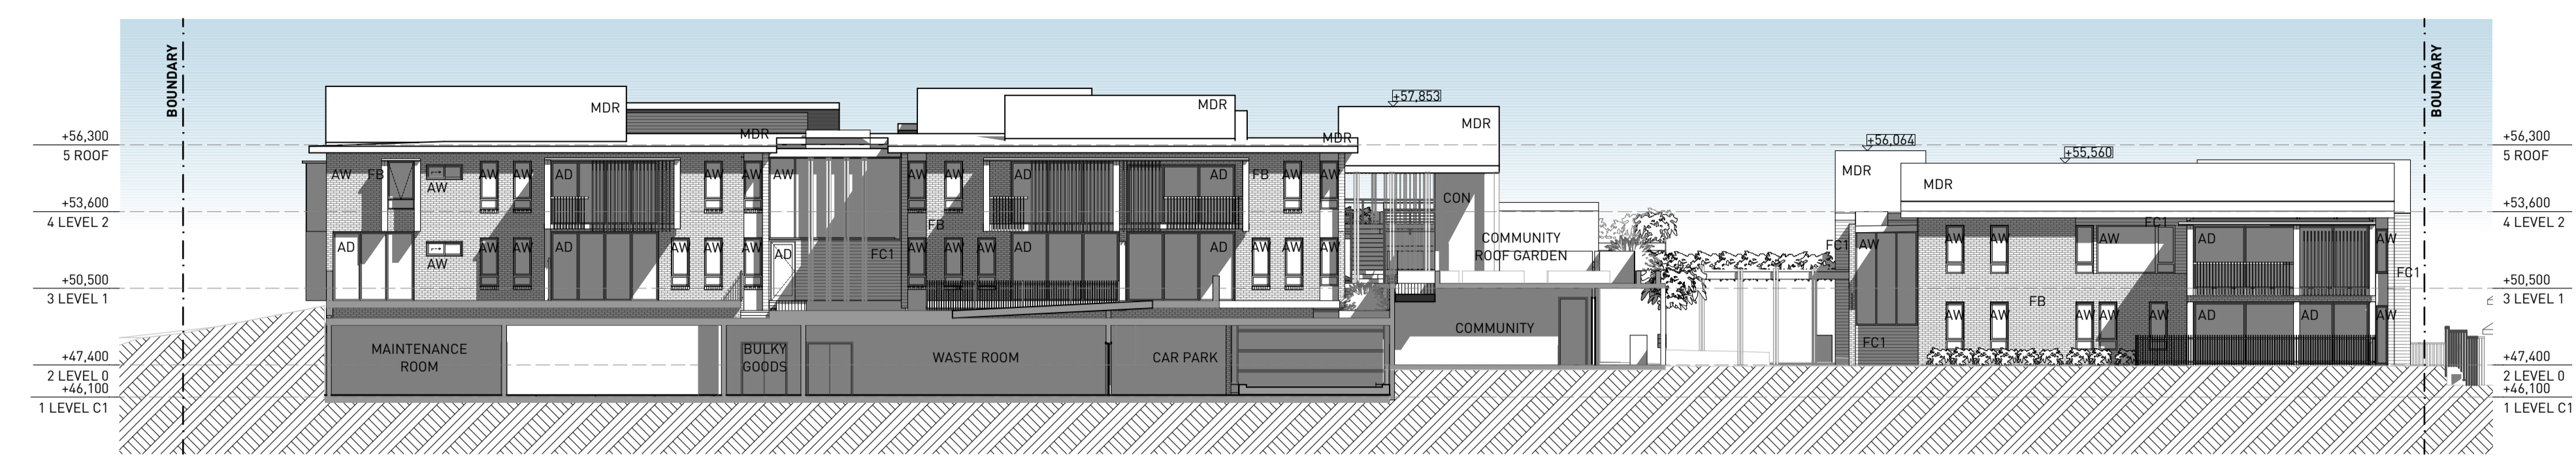 BOUNDARY
BOUNDARY
+57,853
MDR
MDR
MDR
MDR
MDR
+56,300
5 ROOF
+56,064
+55,560
+56,300
5 ROOF
MDR
MDR
AW
FB
AW
AW
AW
AD
AW
AW
AW
AW
AW
AD
AD
FB
AW
AW
CON
+53,600
4 LEVEL 2
+53,600
4 LEVEL 2
FB
FC1
COMMUNITY
ROOF GARDEN
AD
AW
AW
AW
AD
AW
AW
AW
AD
FC1
AW
AW
AW
AD
AD
AW
AW
AW
FC1
AW
AW
AW
AW
AD
AW
FC1
+50,500
3 LEVEL 1
+50,500
3 LEVEL 1
FB
AW
AW
AW
AW
AW
AD
AD
AW
COMMUNITY
FC1
MAINTENANCE
ROOM
BULKY
GOODS
WASTE ROOM
CAR PARK
+47,400
2 LEVEL 0
+46,100
1 LEVEL C1
+47,400
2 LEVEL 0
+46,100
1 LEVEL C1